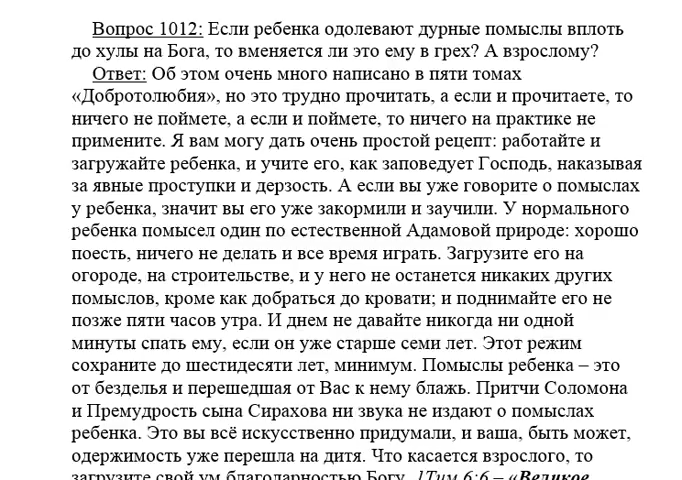 Вопрос 1012: Если ребенка одолевают дурные помыслы вплоть
до хулы на Бога, то вменяется ли это ему в грех? А взрослому?
Ответ: Об этом очень много написано в пяти томах
«Добротолюбия», но это трудно прочитать, а если и прочитаете, то
ничего не поймете, а если и поймете, то ничего на практике не
примените. Я вам могу дать очень простой рецепт: работайте и
загружайте ребенка, и учите его, как заповедует Господь, наказывая
за явные проступки и дерзость. А если вы уже говорите о помыслах
у ребенка, значит вы его уже закормили и заучили. У нормального
ребенка помысел один по естественной Адамовой природе: хорошо
поесть, ничего не делать и все время играть. Загрузите его на
огороде, на строительстве, и у него не останется никаких других
помыслов, кроме как добраться до кровати; и поднимайте его не
позже пяти часов утра. И днем не давайте никогда ни одной
минуты спать ему, если он уже старше семи лет. Этот режим
сохраните до шестидесяти лет, минимум. Помыслы ребенка – это
от безделья и перешедшая от Вас к нему блажь. Притчи Соломона
и Премудрость сына Сирахова ни звука не издают о помыслах
ребенка. Это вы всё искусственно придумали, и ваша, быть может,
одержимость уже перешла на дитя. Что касается взрослого, то
загрузите свой ум благодарностью Богу. 1Тим.6:6 – «Великое